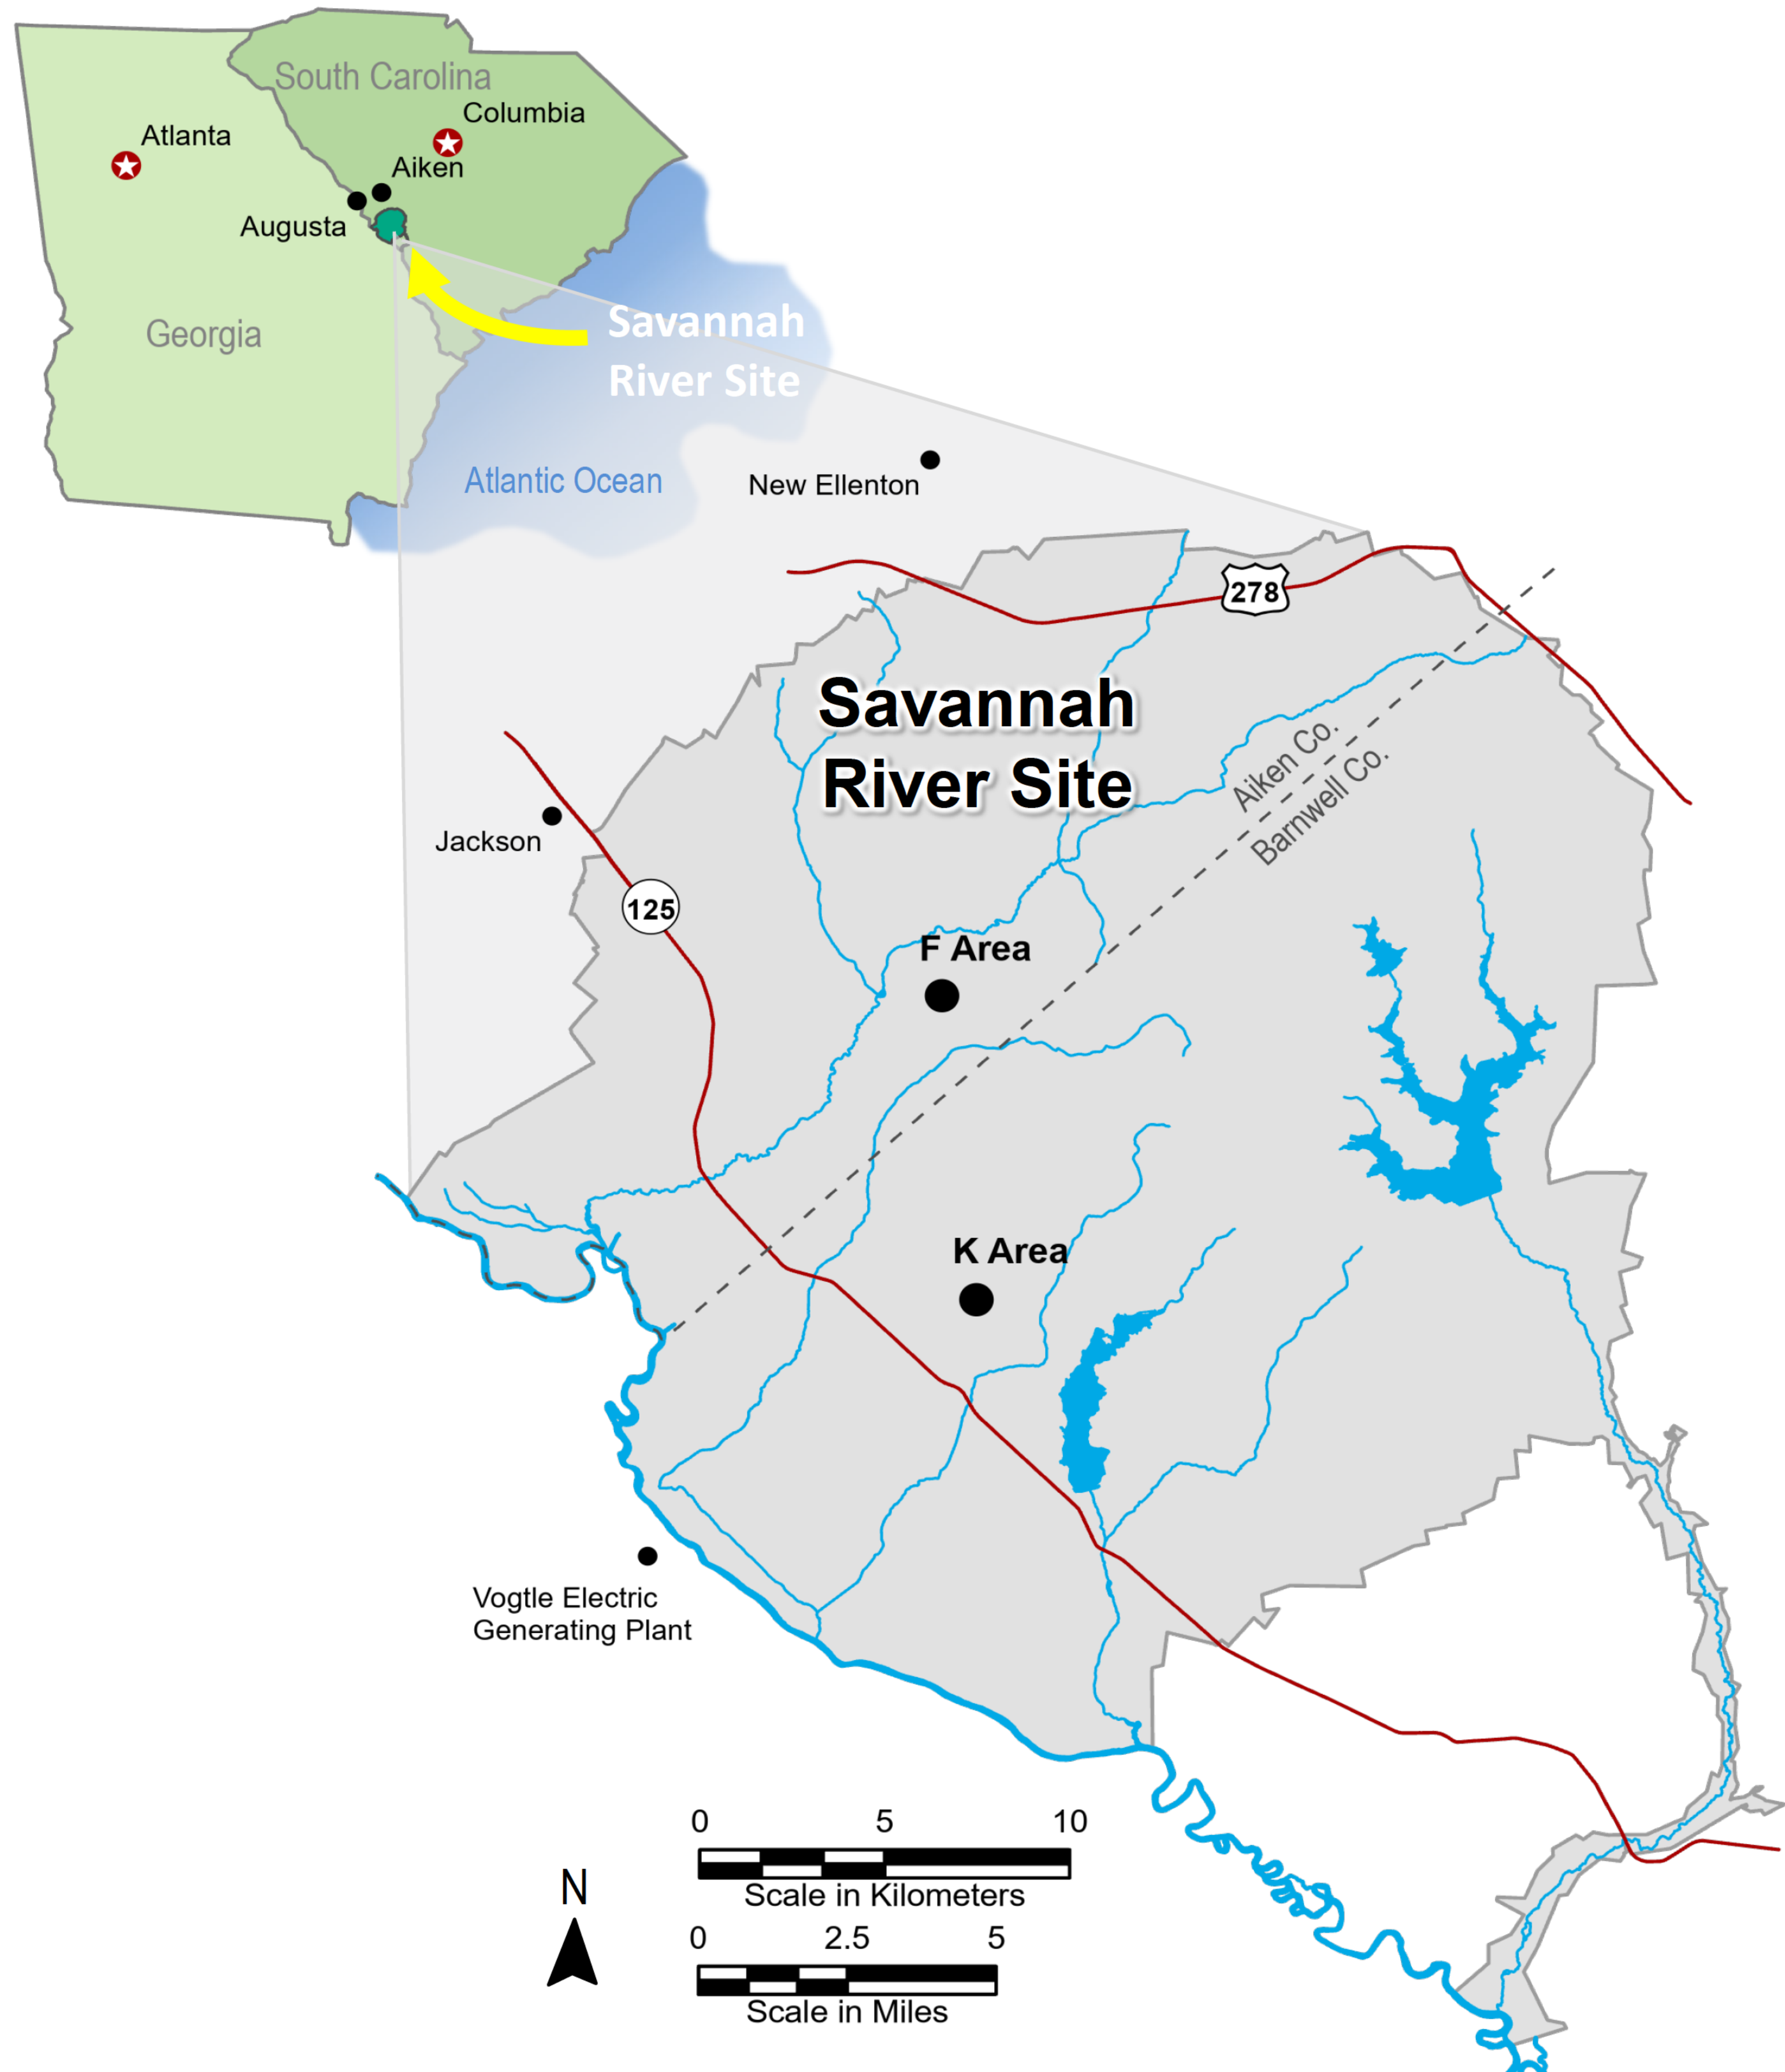 South Carolina
Columbia
Atlanta
Aiken
Augusta
Georgia
Savannah
River Site
Atlantic Ocean
New Ellenton
278
Savannah
River Site
Aiken Co.
Barnwell Co.
Jackson
125
F Area
K Area
Vogtle Electric
Generating Plant
0 5 10
Scale in Kilometers
N
0 2.5 5
Scale in Miles